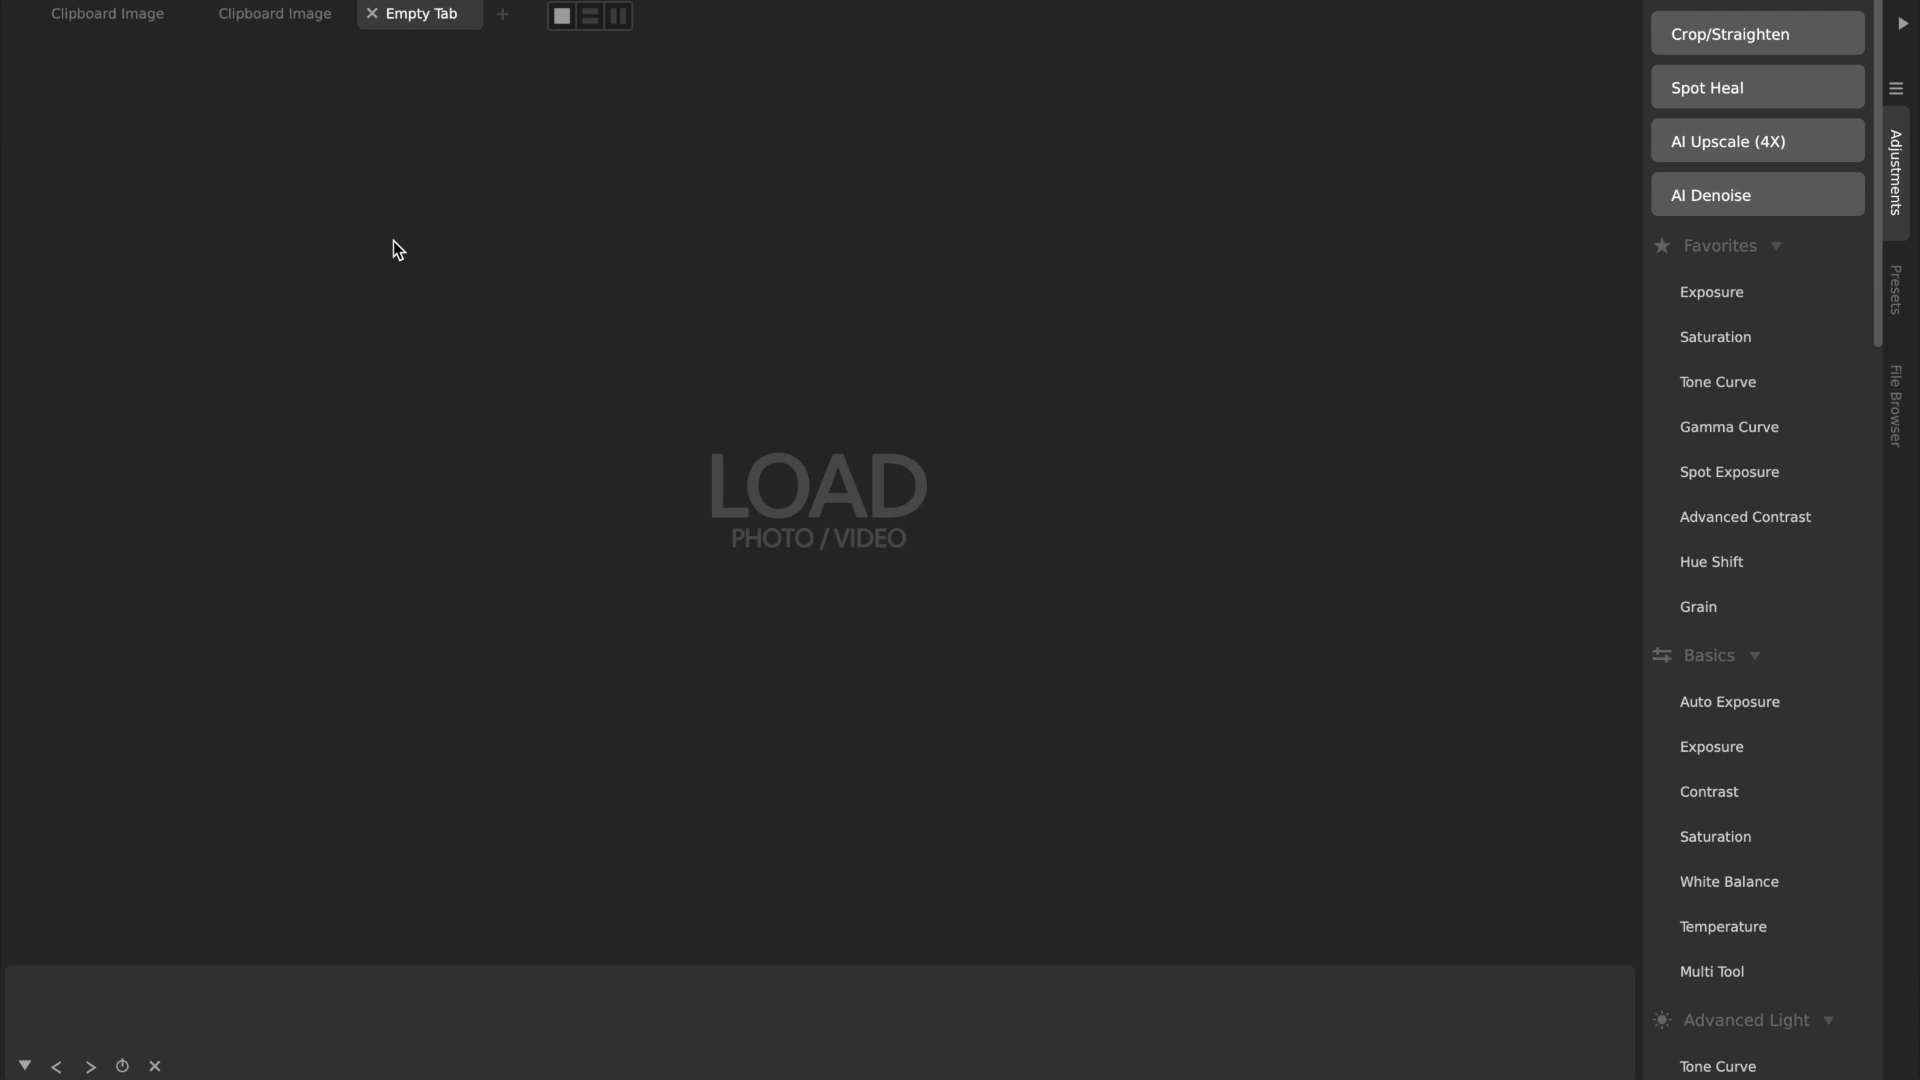 Clipboard Image
Clipboard Image
Empty Tab
Crop/Straighten
Spot Heal
AI Upscale (4X)
AI Denoise
Favorites
Exposure
Saturation
Tone Curve
Gamma Curve
Spot Exposure
Advanced Contrast
Hue Shift
Grain
Basics
Auto Exposure
Exposure
Contrast
Saturation
White Balance
Temperature
Multi Tool
Advanced Light
Tone Curve
Adjustments
Presets
File Browser
LOAD
PHOTO / VIDEO